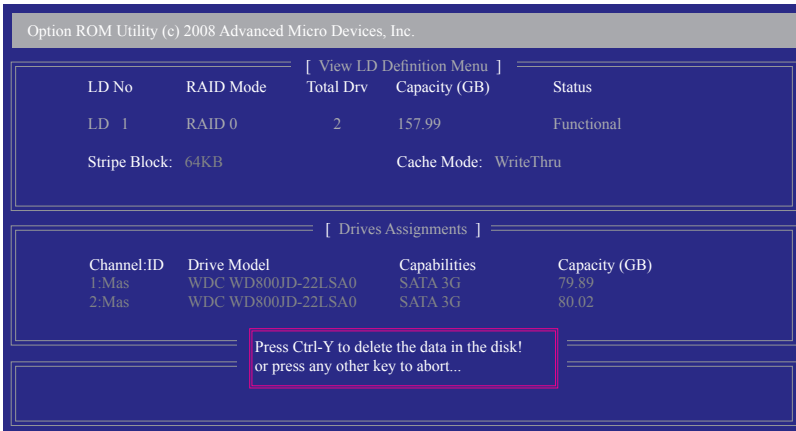 Option ROM Utility (c) 2008 Advanced Micro Devices, Inc.
[ View LD Definition Menu ]
LD No RAID Mode Total Drv Capacity (GB) Status
LD 1 RAID 0 2 157.99 Functional
Stripe Block: 64KB Cache Mode: WriteThru
[ Drives Assignments ]
Channel:ID Drive Model Capabilities Capacity (GB)
1:Mas WDC WD800JD-22LSA0 SATA 3G 79.89
2:Mas WDC WD800JD-22LSA0 SATA 3G 80.02
Press Ctrl-Y to delete the data in the disk!
or press any other key to abort...